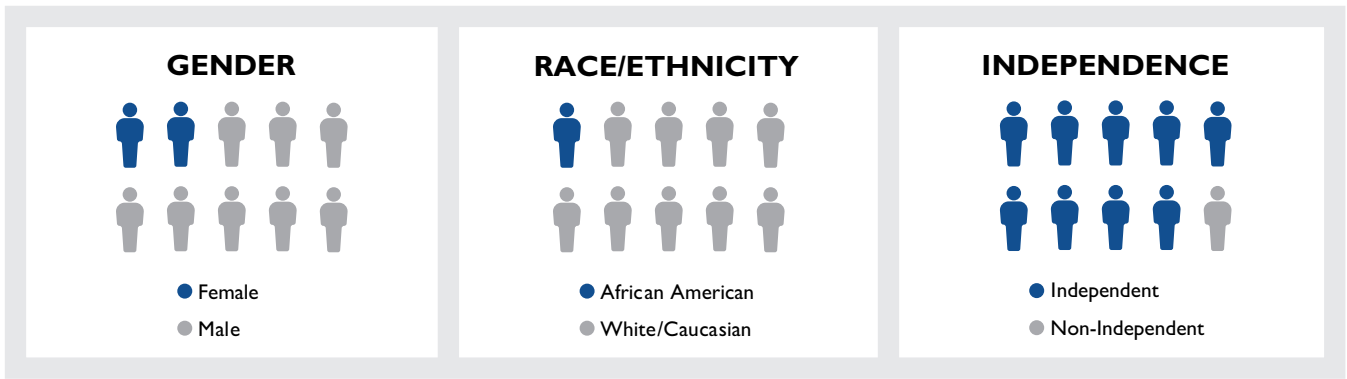 GENDER
Female
Male
RACE/ETHNICITY
African American
White/Caucasian
INDEPENDENCE
Independent
Non-Independent